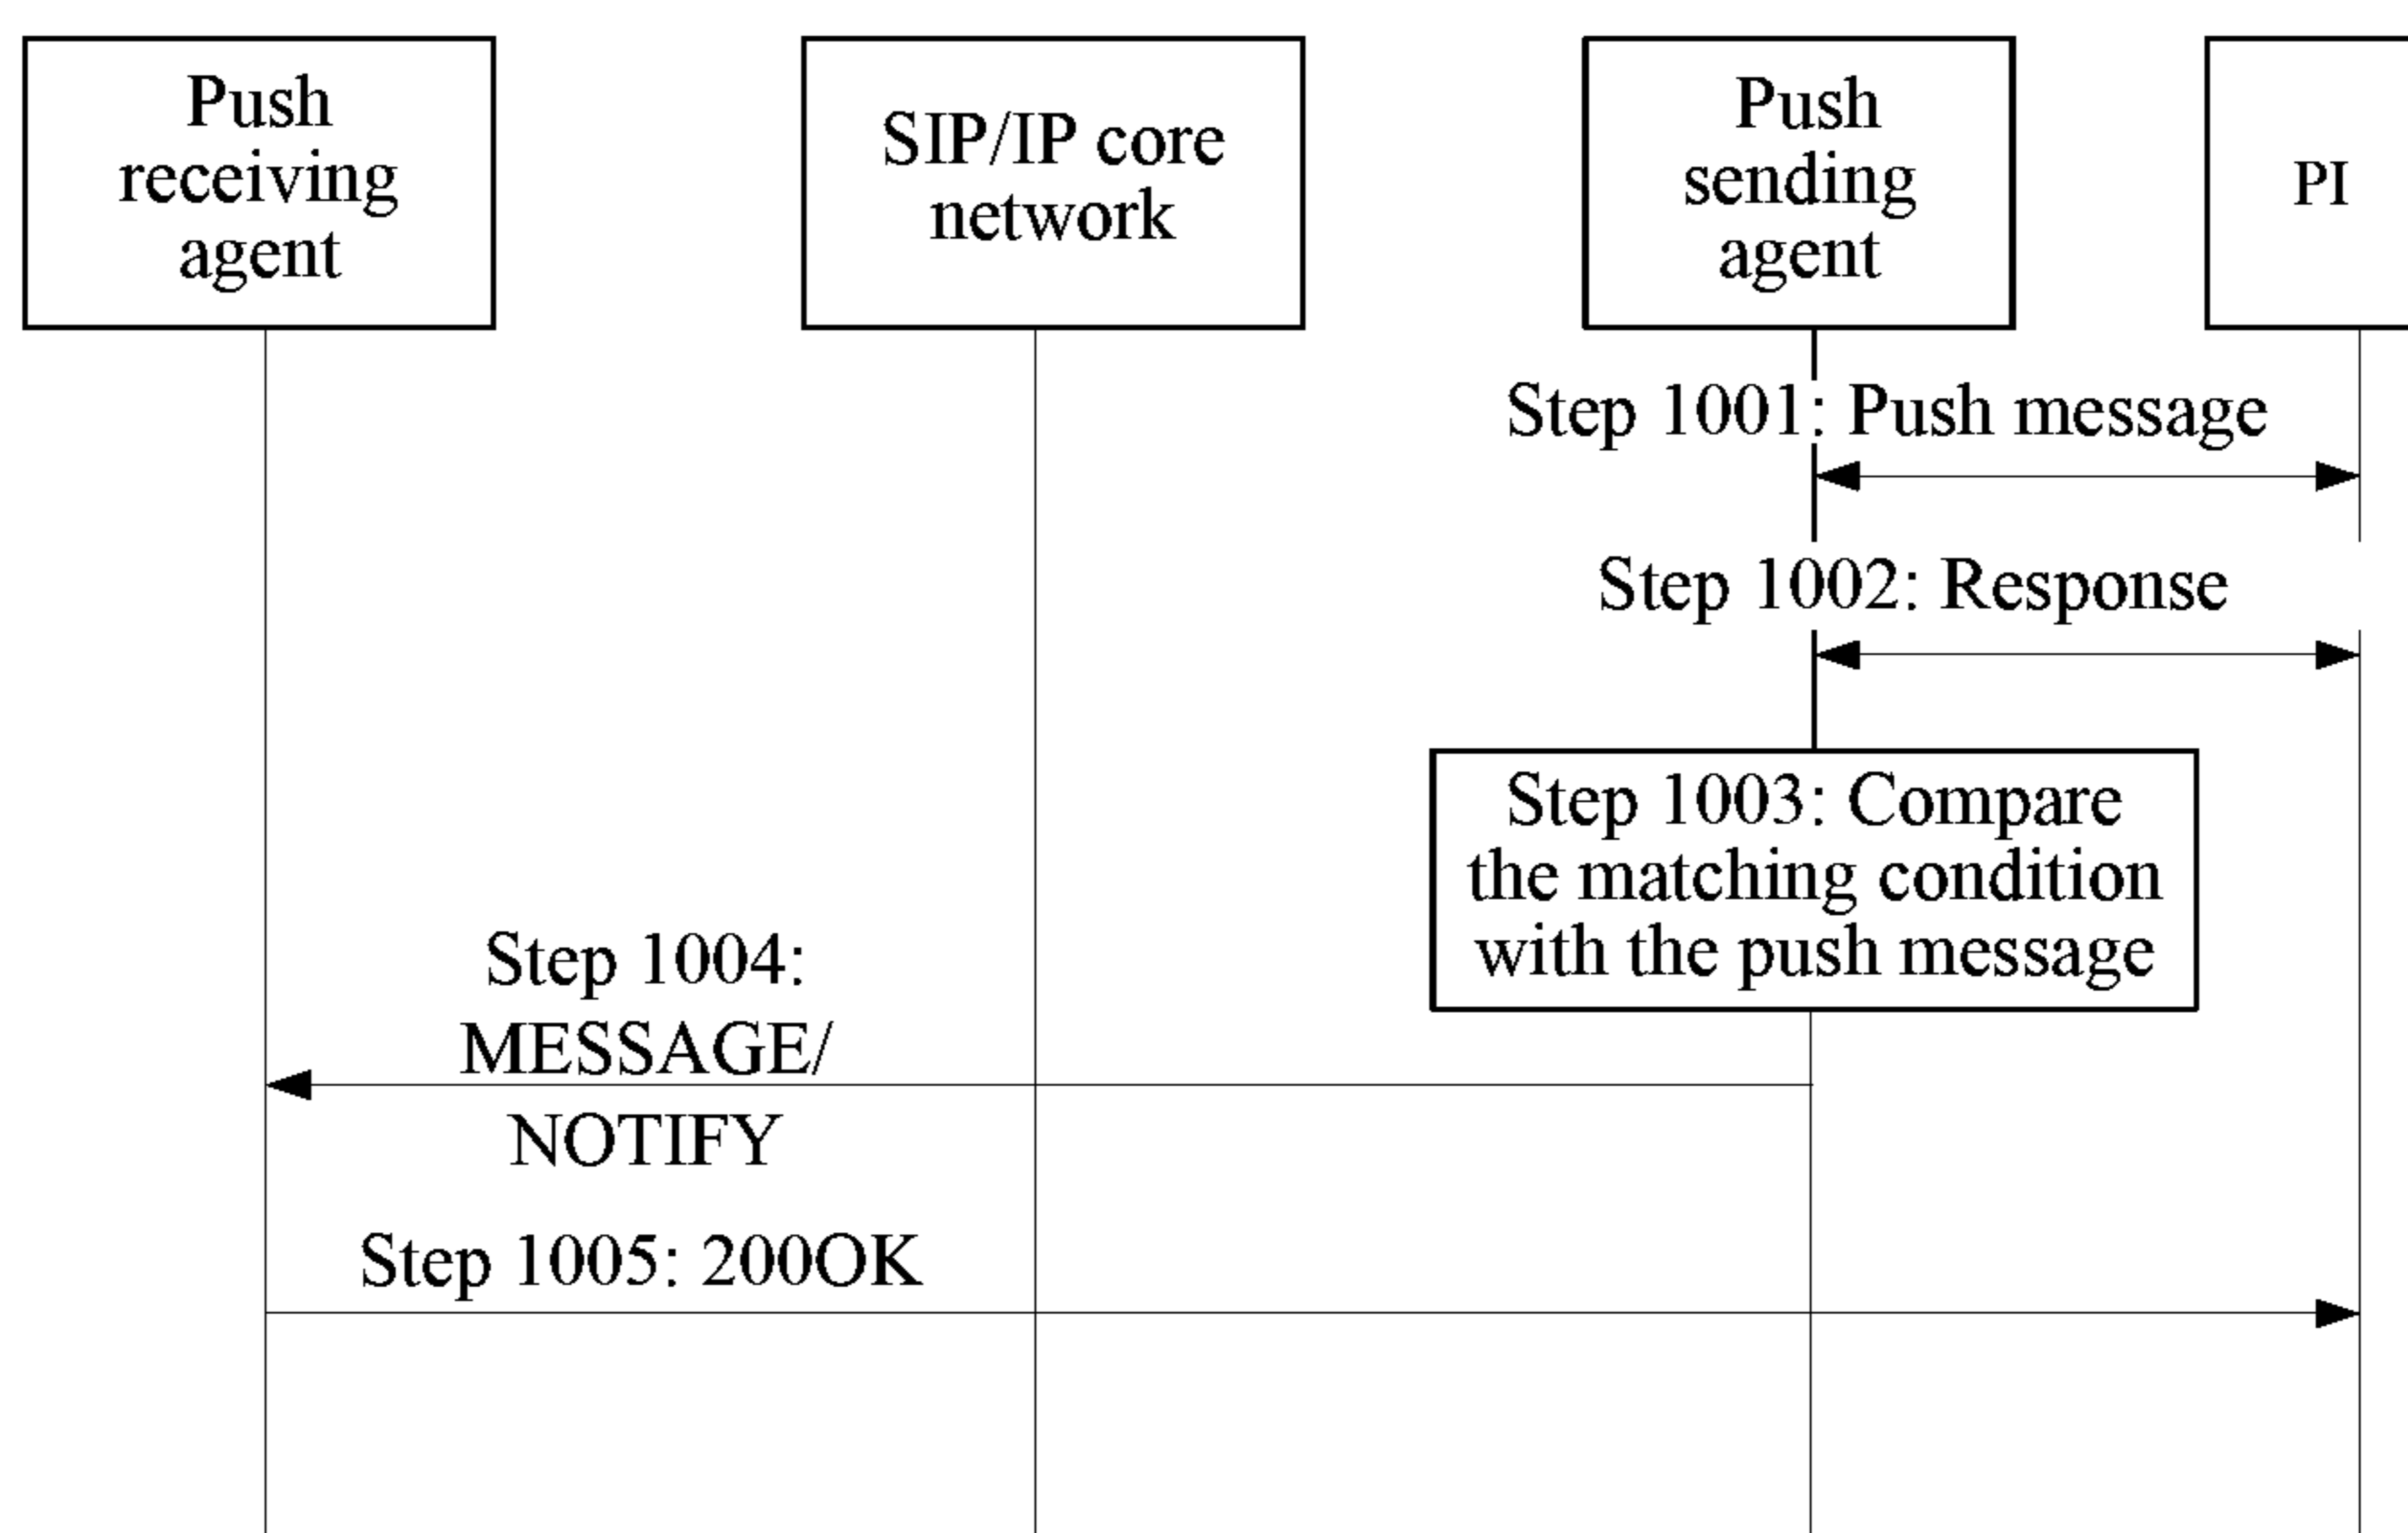 Push
receiving
agent
SIP/IP core
network
Push
sending
agent
PI
Step 1001: Push message
Step 1002: Response
Step 1003: Compare
the matching condition
with the push message
Step 1004:
MESSAGE/
NOTIFY
Step 1005: 200OK